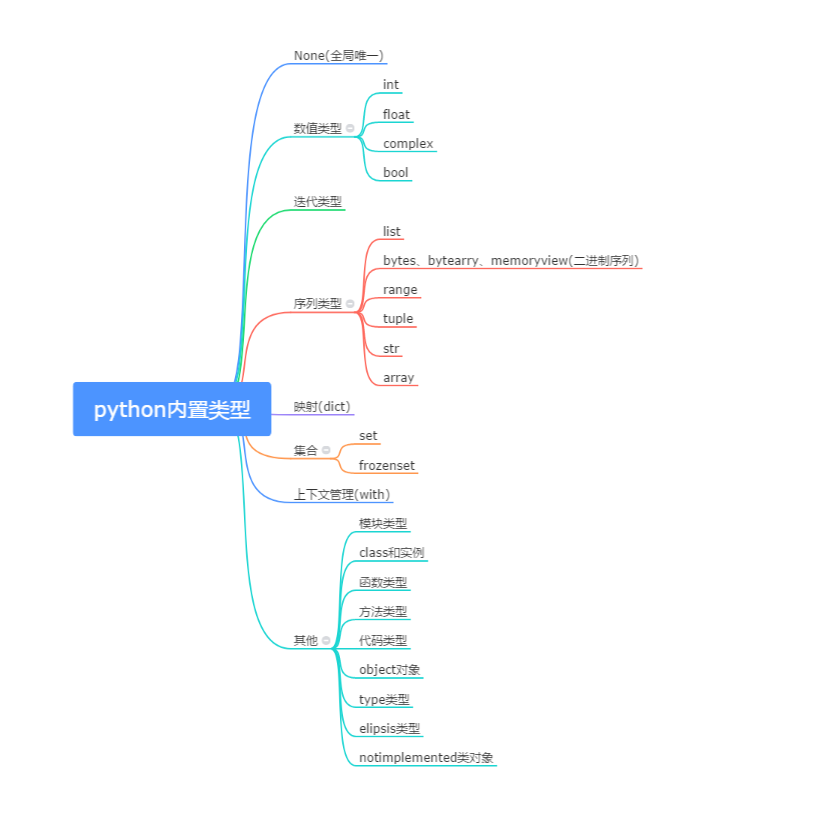 None(全局唯一)
数值类型
int
float
complex
bool
迭代类型
序列类型
list
bytes、bytearry、memoryview(二进制序列)
range
tuple
str
array
python内置类型
映射(dict)
集合
set
frozenset
上下文管理(with)
其他
模块类型
class和实例
函数类型
方法类型
代码类型
object对象
type类型
elipsis类型
notimplemented类对象